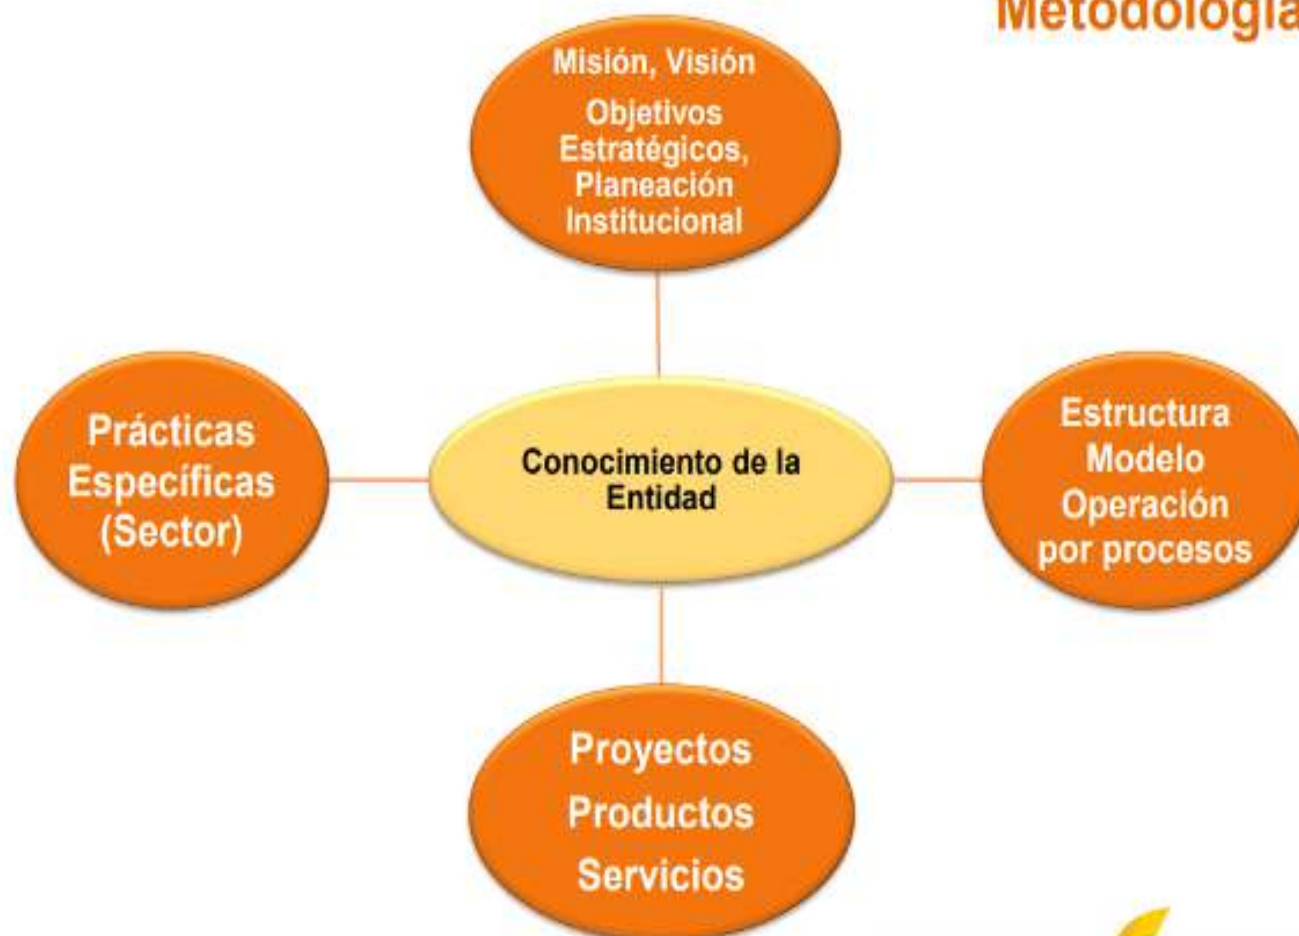 Metodología
Misión, Visión
Objetivos
Estratégicos,
Planeación
Institucional
Prácticas
Específicas
(Sector)
Conocimiento de la
Entidad
Estructura
Modelo
Operación
por procesos
Proyectos
Productos
Servicios